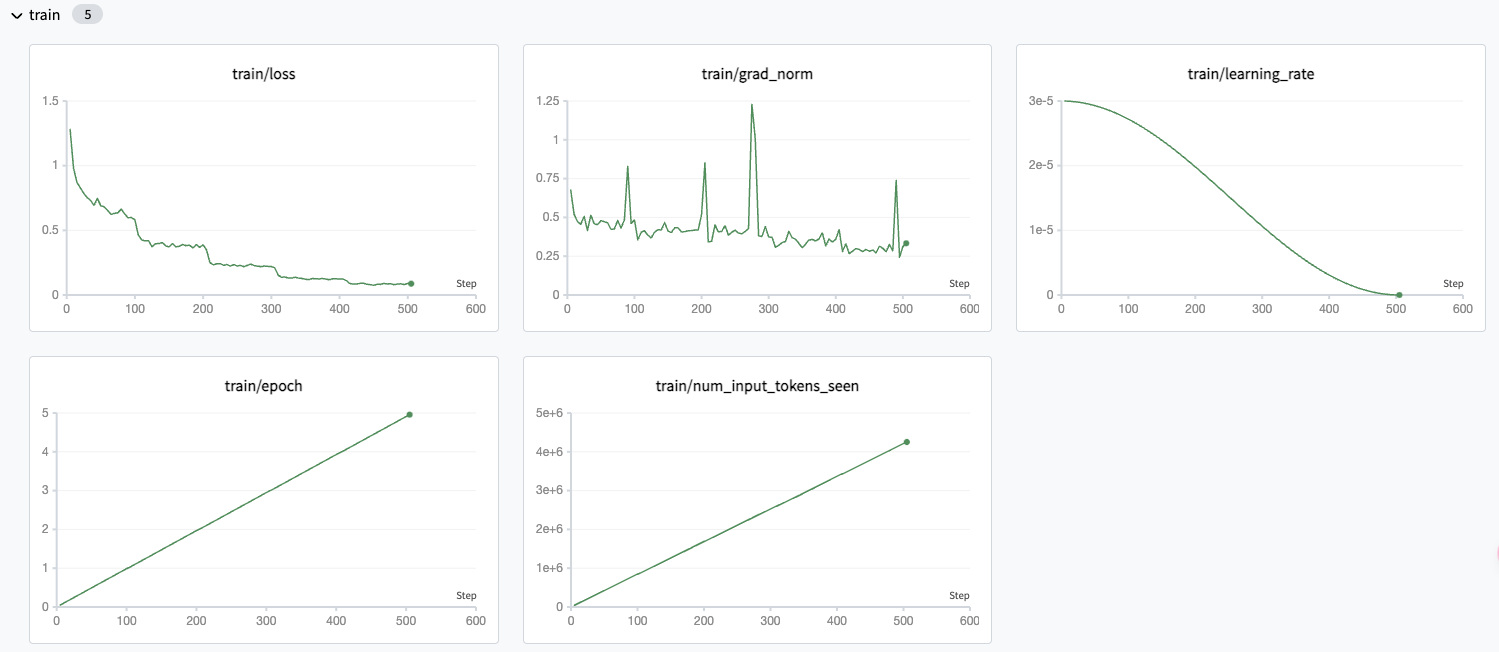 train 5
train/loss
1.5
1
0.5
0
Step
0 100 200 300 400 500 600
train/grad_norm
1.25
1
0.75
0.5
0.25
0
Step
0 100 200 300 400 500 600
train/learning_rate
3e-5
2e-5
1e-5
0
Step
0 100 200 300 400 500 600
train/epoch
5
4
3
2
1
0
Step
0 100 200 300 400 500 600
train/num_input_tokens_seen
5e+6
4e+6
3e+6
2e+6
1e+6
0
Step
0 100 200 300 400 500 600